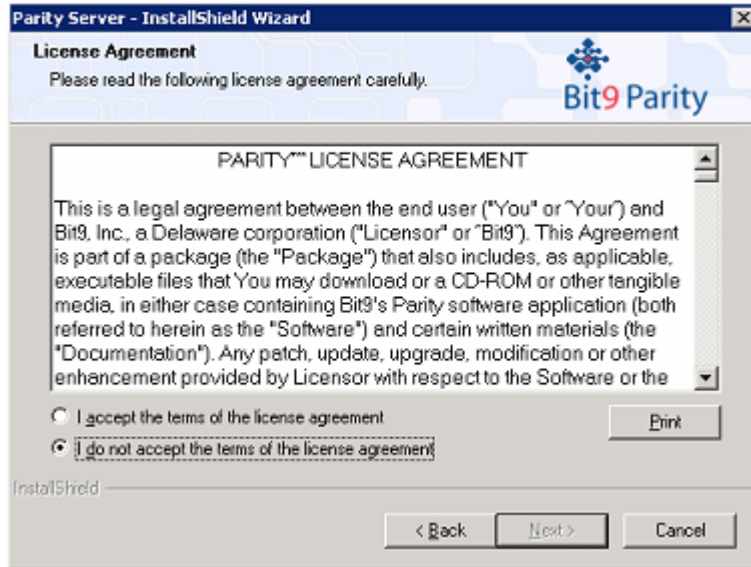 Parity Server - InstallShield Wizard
License Agreement
Please read the following license agreement carefully.
Bit9 Parity
PARITY™ LICENSE AGREEMENT
This is a legal agreement between the end user ("You" or "Your") and
Bit9, Inc., a Delaware corporation ("Licensor" or "Bit9"). This Agreement
is part of a package (the "Package") that also includes, as applicable,
executable files that You may download or a CD-ROM or other tangible
media, in either case containing Bit9's Parity software application (both
referred to herein as the "Software") and certain written materials (the
"Documentation"). Any patch, update, upgrade, modification or other
enhancement provided by Licensor with respect to the Software or the
I accept the terms of the license agreement
Print
I do not accept the terms of the license agreement
InstallShield
< Back
Next >
Cancel